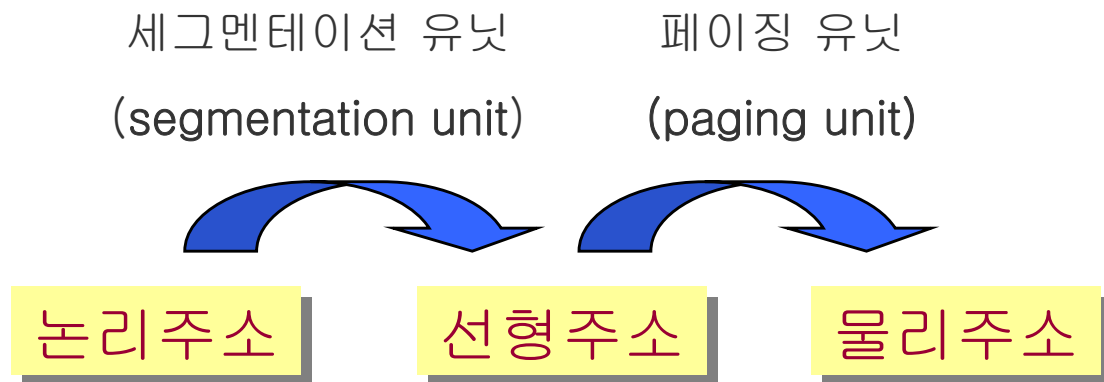 세그멘테이션 유닛
페이징 유닛
(segmentation unit)
(paging unit)
논리주소
선형주소
물리주소